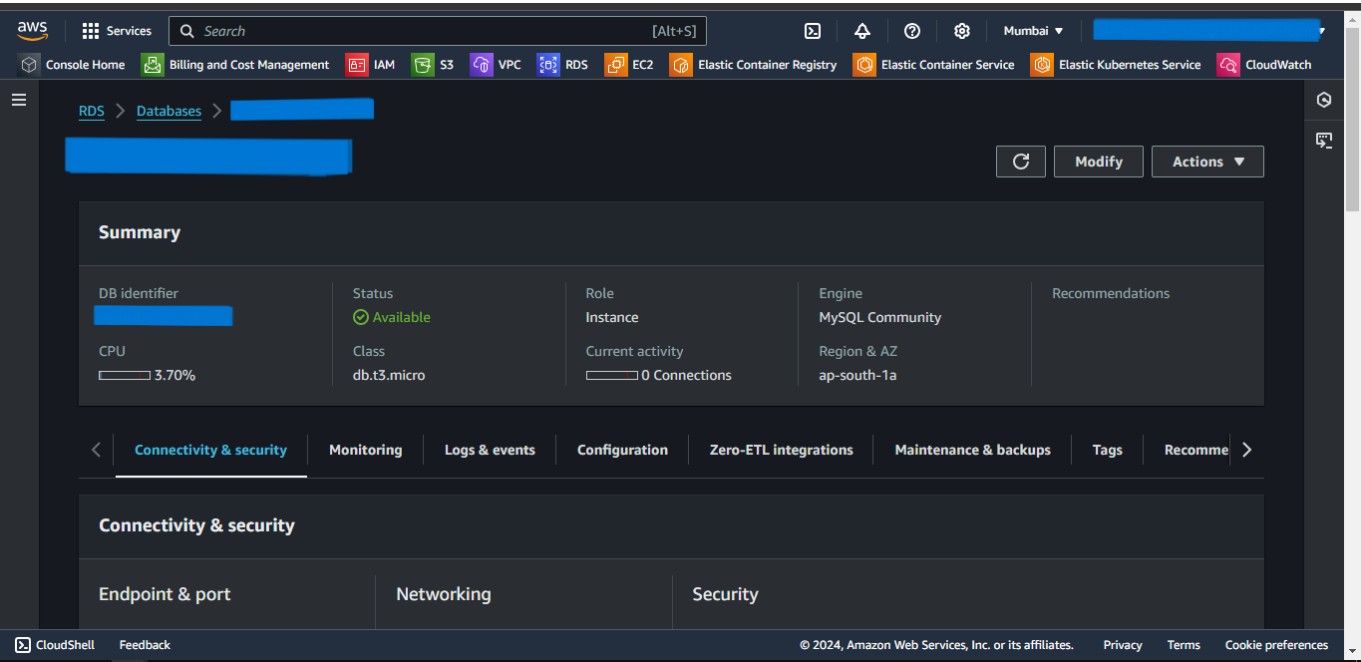 aws Services Search [Alt+S] Mumbai
Console Home Billing and Cost Management IAM S3 VPC RDS EC2 Elastic Container Registry Elastic Container Service Elastic Kubernetes Service CloudWatch
RDS > Databases >
Modify Actions
Summary
DB identifier Status Role Engine Recommendations
Available Instance MySQL Community
CPU Class Current activity Region & AZ
3.70% db.t3.micro 0 Connections ap-south-1a
Connectivity & security Monitoring Logs & events Configuration Zero-ETL integrations Maintenance & backups Tags Recomme
Connectivity & security
Endpoint & port Networking Security
CloudShell Feedback © 2024, Amazon Web Services, Inc. or its affiliates. Privacy Terms Cookie preferences